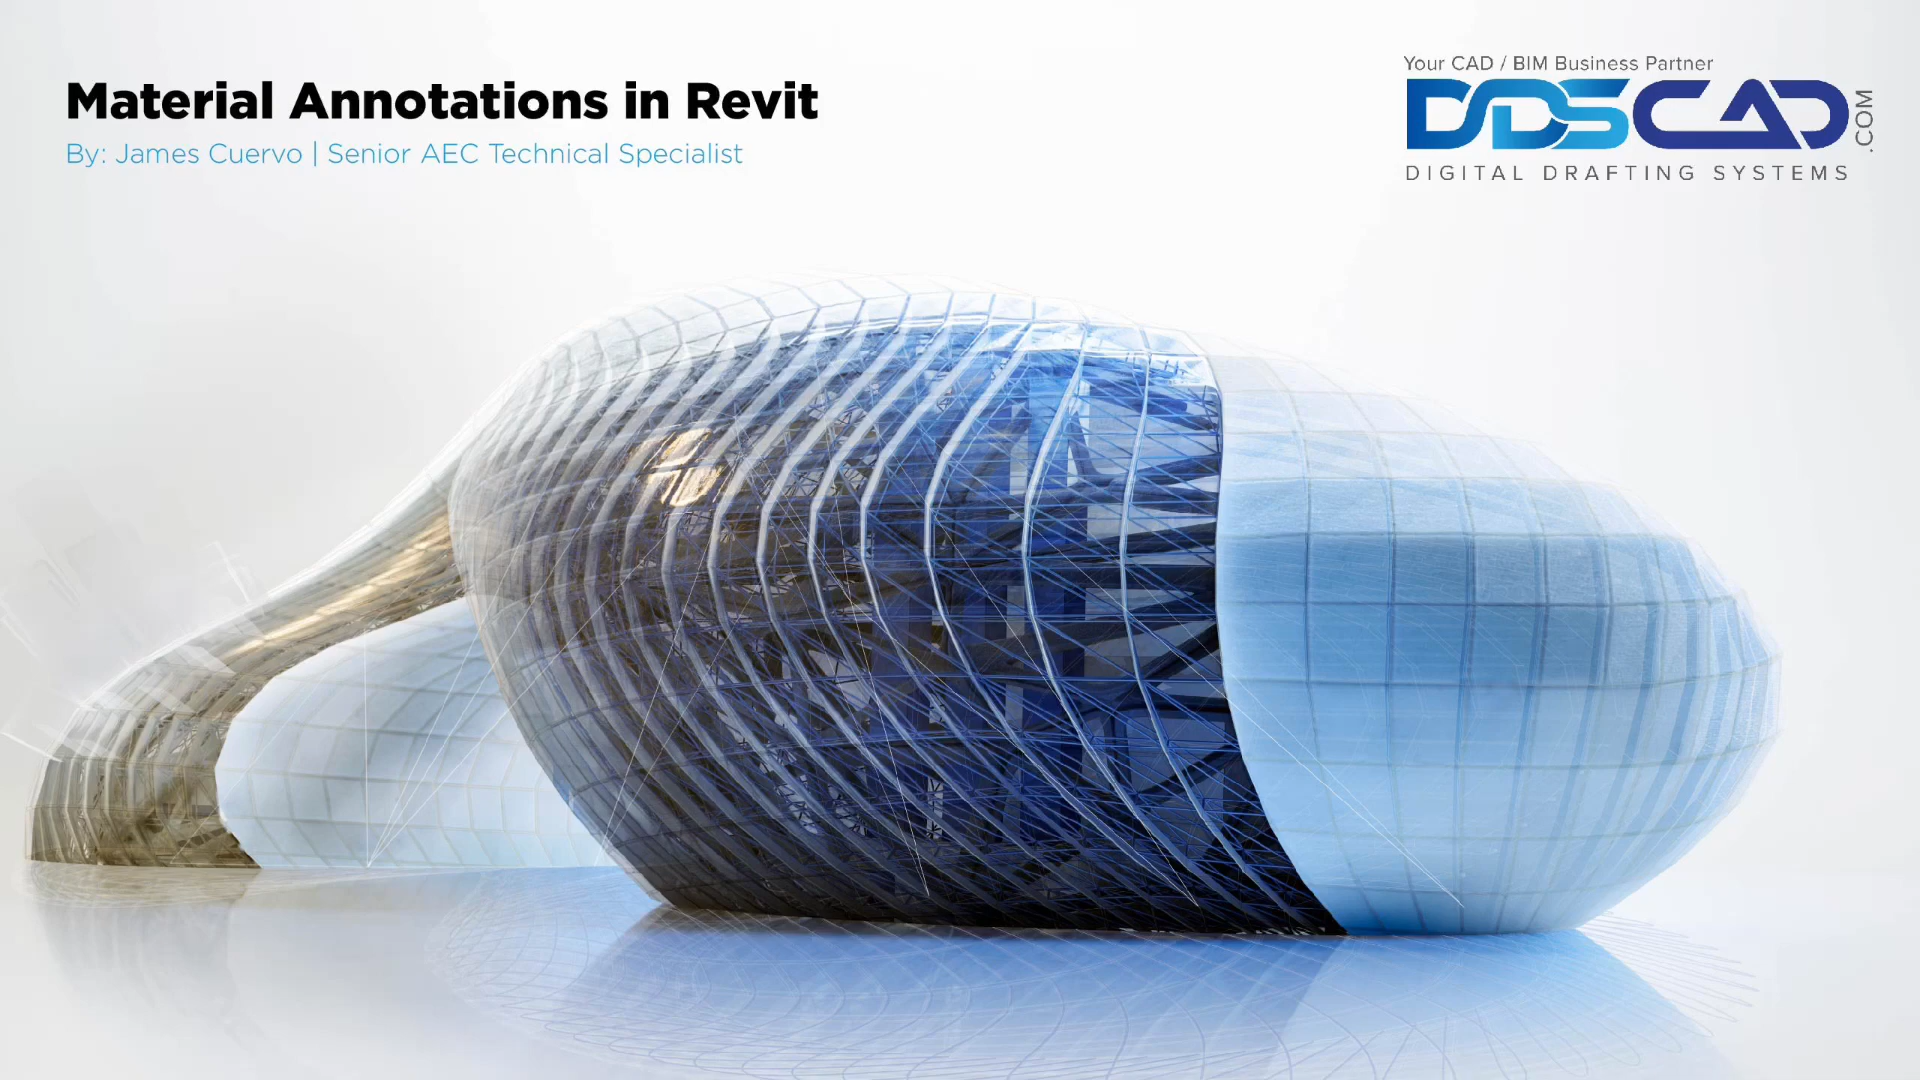 Material Annotations in Revit
By: James Cuervo | Senior AEC Technical Specialist
Your CAD / BIM Business Partner
DDSCAD
.COM
DIGITAL DRAFTING SYSTEMS